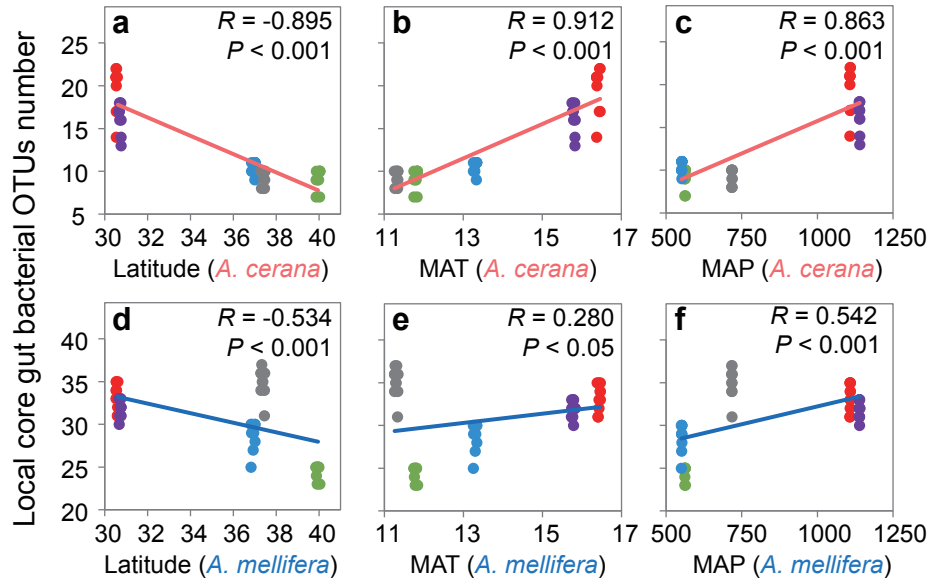 Local core gut bacterial OTUs number
a
R = -0.895
P < 0.001
b
R = 0.912
P < 0.001
c
R = 0.863
P < 0.001
25
20
15
10
5
30 32 34 36 38 40
11 13 15 17
500 750 1000 1250
Latitude (A. cerana)
MAT (A. cerana)
MAP (A. cerana)
d
R = -0.534
P < 0.001
e
R = 0.280
P < 0.05
f
R = 0.542
P < 0.001
40
35
30
25
20
30 32 34 36 38 40
11 13 15 17
500 750 1000 1250
Latitude (A. mellifera)
MAT (A. mellifera)
MAP (A. mellifera)